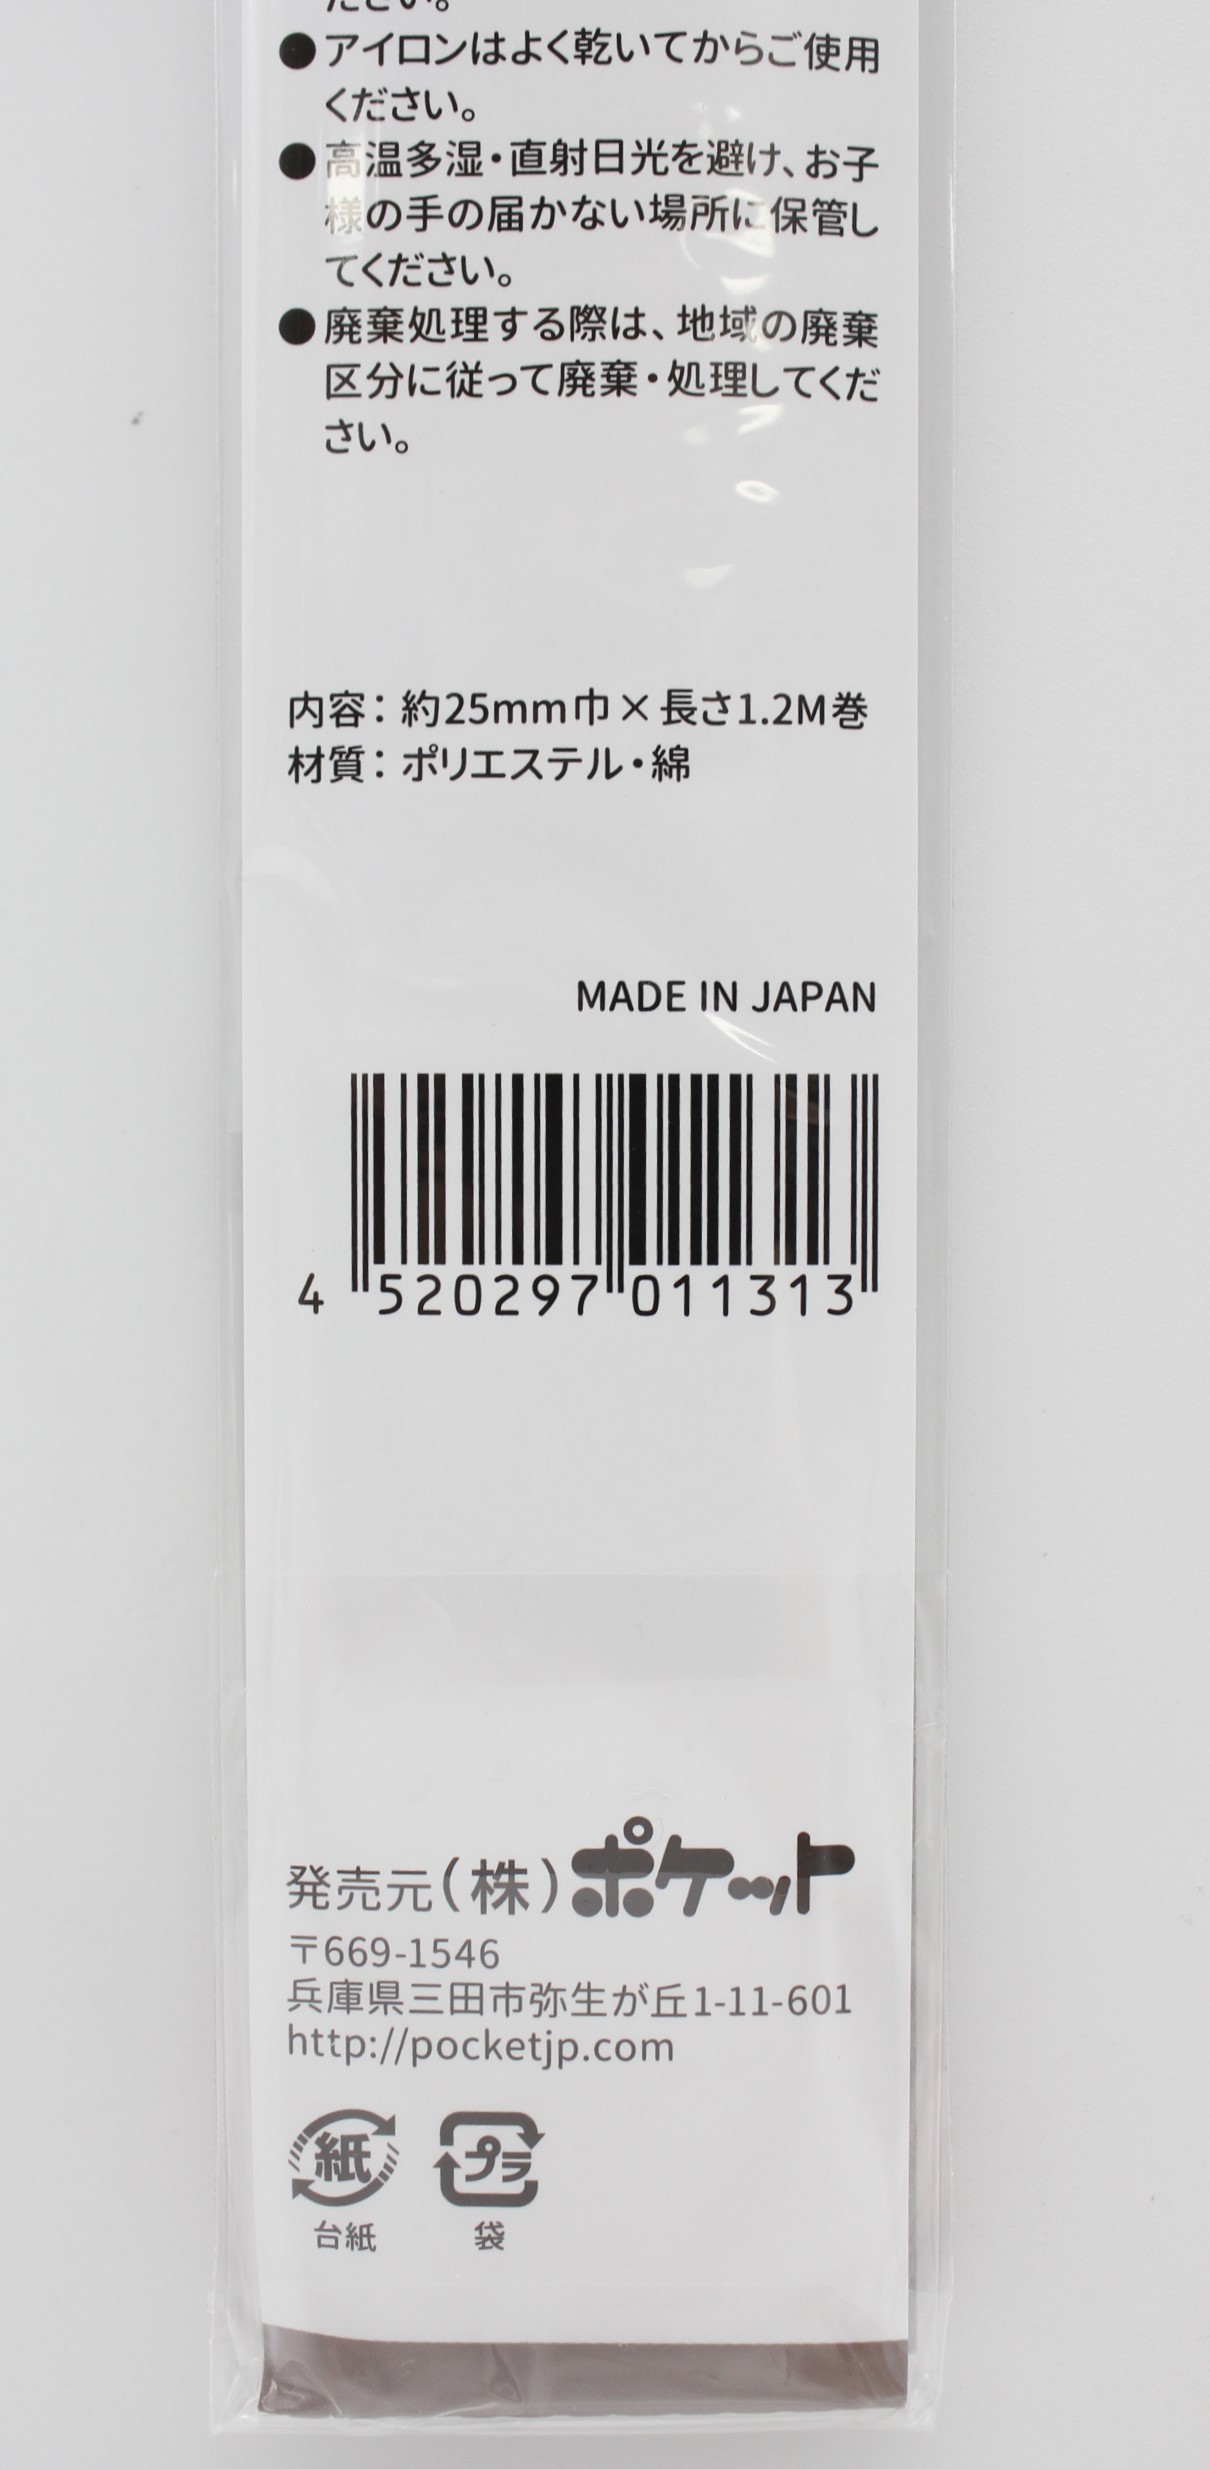 ださい。
●アイロンはよく乾いてからご使用
ください。
●高温多湿・直射日光を避け、お子
様の手の届かない場所に保管し
てください。
●廃棄処理する際は、地域の廃棄
区分に従って廃棄・処理してくだ
さい。
内容：約25mm巾×長さ1.2M巻
材質：ポリエステル・綿
MADE IN JAPAN
4 520297 011313
発売元（株）ポケット
〒669-1546
兵庫県三田市弥生が丘1-11-601
http://pocketjp.com
紙 プラ
台紙 袋